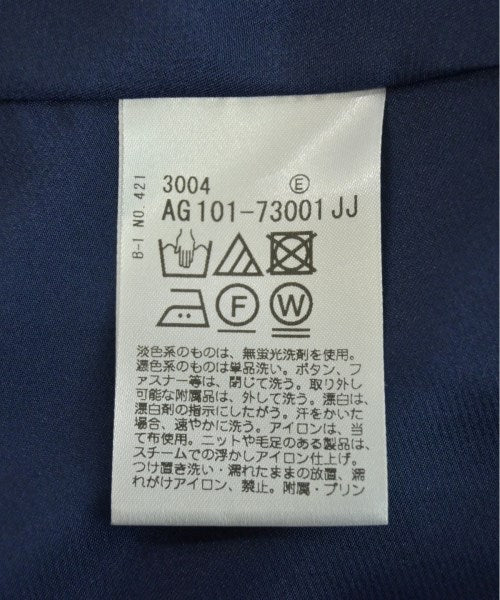 B-1 NO.421
3004 Ⓔ
AG101-73001JJ
F W
淡色系のものは、無蛍光洗剤を使用。
濃色系のものは単品洗い。ボタン、フ
ァスナー等は、閉じて洗う。取り外し
可能な附属品は、外して洗う。漂白は、
漂白剤の指示にしたがう。汗をかいた
場合、速やかに洗う。アイロンは、当
て布使用。ニットや毛足のある製品は、
スチームでの浮かしアイロン仕上げ。
つけ置き洗い・濡れたままの放置、濡
れがけアイロン、禁止。附属・プリン